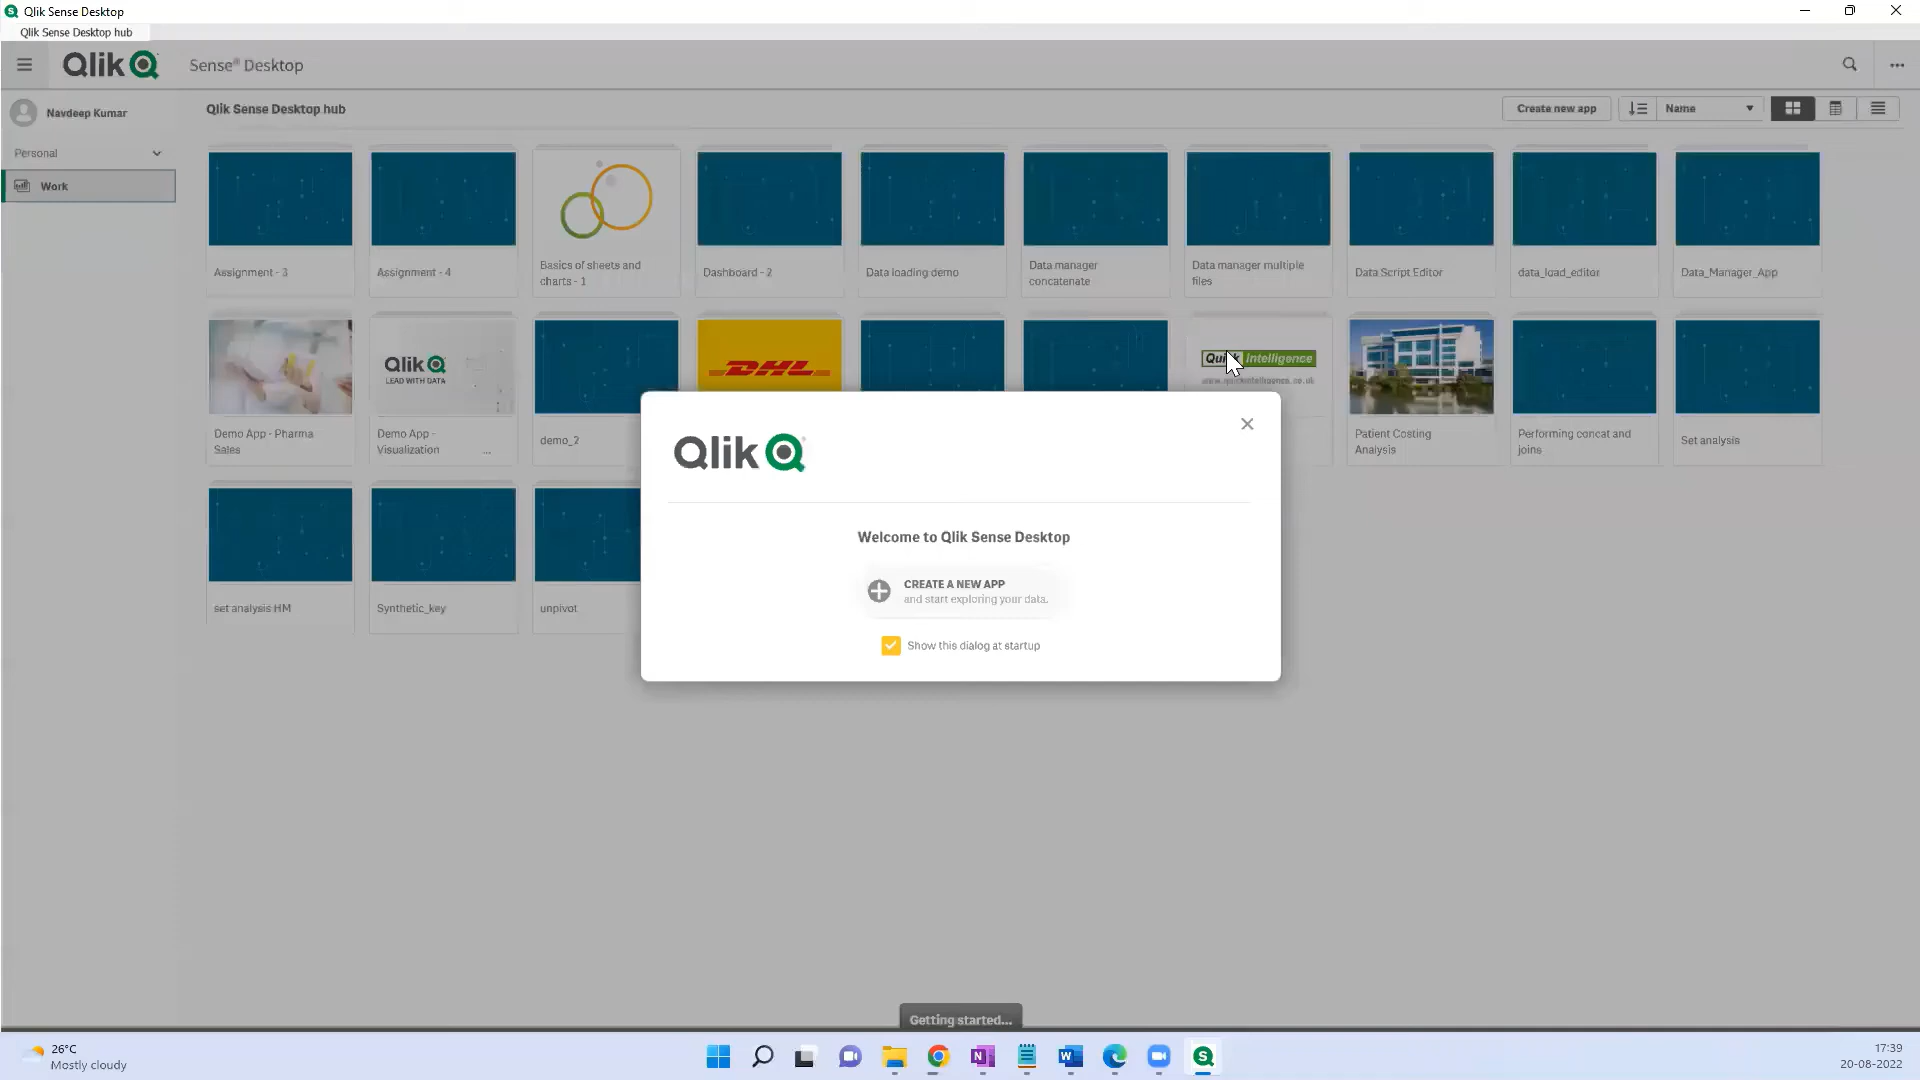 Qlik Sense Desktop
Qlik Sense Desktop hub
Qlik
Sense® Desktop
Navdeep Kumar
Qlik Sense Desktop hub
Create new app
Name
Personal
Work
Assignment - 3
Assignment - 4
Basics of sheets and
charts - 1
Dashboard - 2
Data loading demo
Data manager
concatenate
Data manager multiple
files
Data Script Editor
data_load_editor
Data_Manager_App
Qlik
LEAD WITH DATA
DHL
Quick Intelligence
www.quickintelligence.co.uk
Demo App - Pharma
Sales
Demo App -
Visualization ...
demo_2
Patient Costing
Analysis
Performing concat and
joins
Set analysis
set analysis HM
Synthetic_key
unpivot
Qlik
Welcome to Qlik Sense Desktop
CREATE A NEW APP
and start exploring your data.
Show this dialog at startup
Getting started...
26°C
Mostly cloudy
17:39
20-08-2022